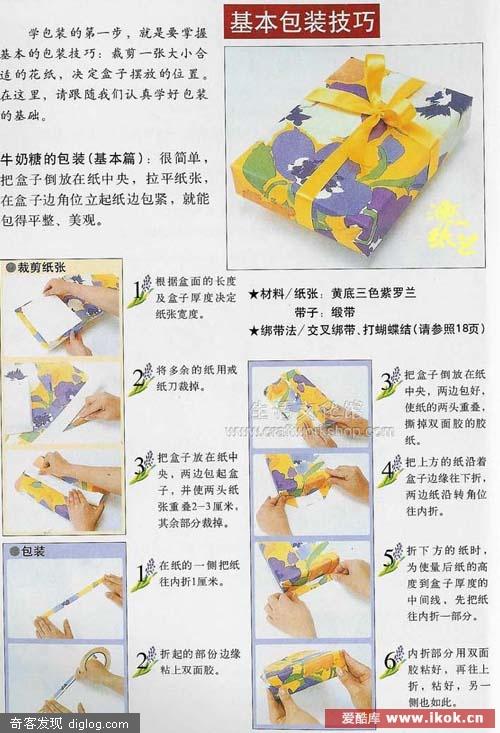 基本包装技巧
学包装的第一步，就是要掌握
基本的包装技巧：裁剪一张大小合
适的花纸，决定盒子摆放的位置。
在这里，请跟随我们认真学好包装
的基础。
牛奶糖的包装(基本篇)：很简单，
把盒子倒放在纸中央，拉平纸张，
在盒子边角位立起纸边包紧，就能
包得平整、美观。
漫一纸艺
★材料/纸张：黄底三色紫罗兰
带子：缎带
★绑带法/交叉绑带、打蝴蝶结(请参照18页)
●裁剪纸张
1 根据盒面的长度
及盒子厚度决定
纸张宽度。
2 将多余的纸用戒
纸刀裁掉。
3 把盒子放在纸中
央，两边包起盒
子，并使两头纸
张重叠2-3厘米，
其余部分裁掉。
●包装
1 在纸的一侧把纸
往内折1厘米。
2 折起的部份边缘
粘上双面胶。
3 把盒子倒放在纸
中央，两边包好，
使纸的两头重叠，
撕掉双面胶的胶
纸。
4 把上方的纸沿着
盒子边缘往下折，
两边纸沿转角位
往内折。
5 折下方的纸时，
为使量后纸的高
度到盒子厚度的
中间线，先把纸
往内折一部分。
6 内折部分用双面
胶粘好，再往上
折，粘好，另一
侧也如此。
www.craftworkshop.com
奇客发现 diglog.com
爱酷库 www.ikok.cn